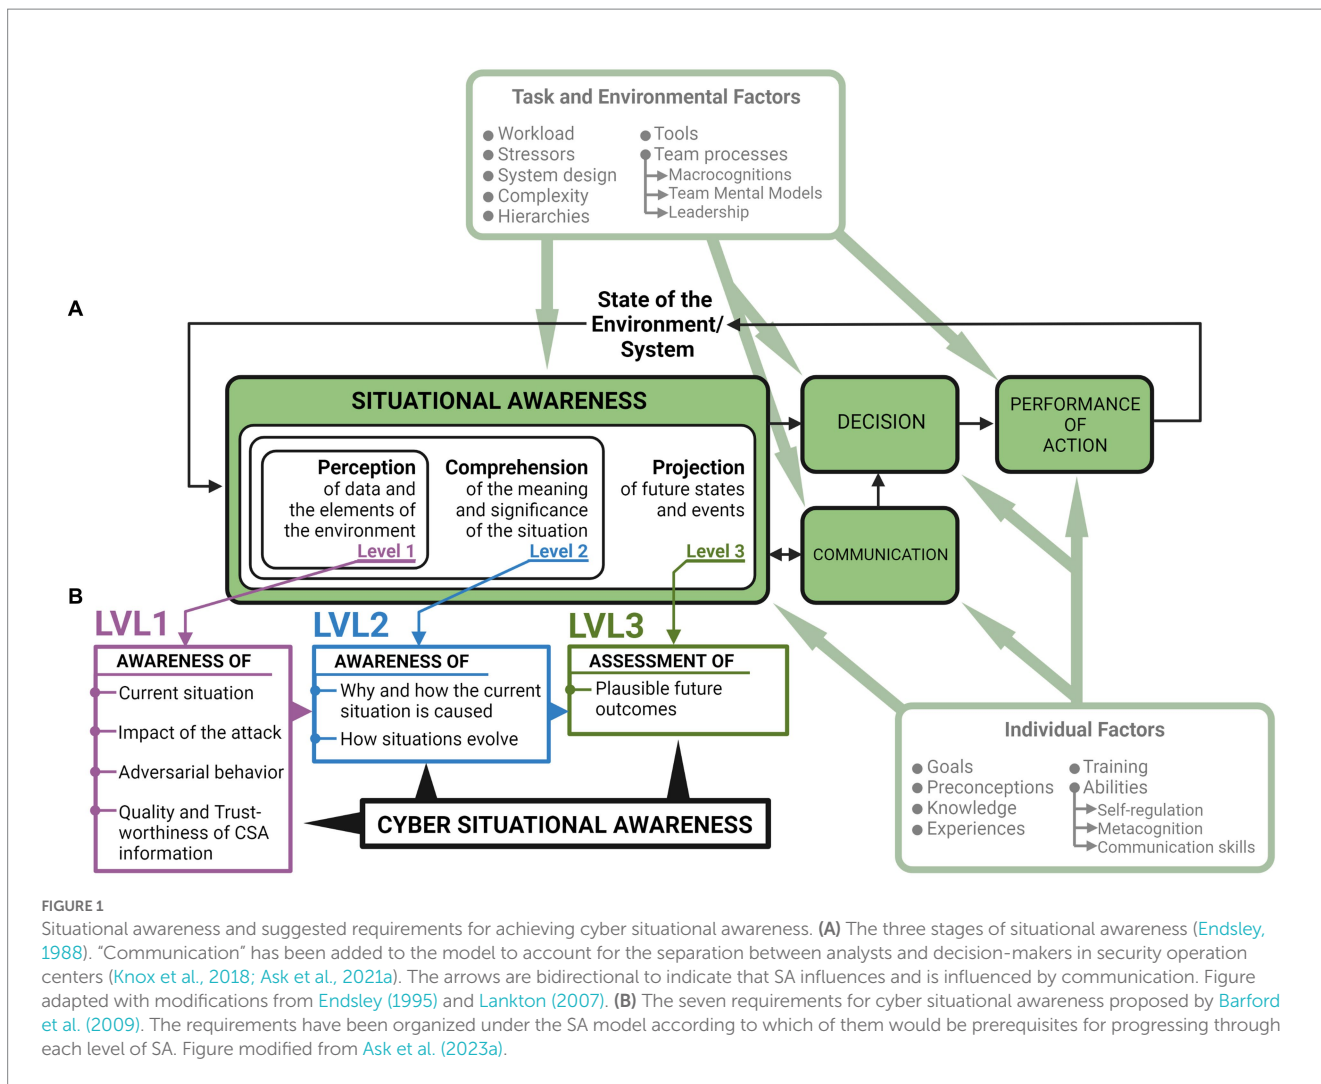 Task and Environmental Factors
Workload
Stressors
System design
Complexity
Hierarchies
Tools
Team processes
Macrocognitions
Team Mental Models
Leadership
A
State of the
Environment/
System
SITUATIONAL AWARENESS
Perception
of data and
the elements of
the environment
Level 1
Comprehension
of the meaning
and significance
of the situation
Level 2
Projection
of future states
and events
Level 3
DECISION
PERFORMANCE
OF
ACTION
COMMUNICATION
B
LVL1
AWARENESS OF
Current situation
Impact of the attack
Adversarial behavior
Quality and Trust-
worthiness of CSA
information
LVL2
AWARENESS OF
Why and how the current
situation is caused
How situations evolve
LVL3
ASSESSMENT OF
Plausible future
outcomes
CYBER SITUATIONAL AWARENESS
Individual Factors
Goals
Preconceptions
Knowledge
Experiences
Training
Abilities
Self-regulation
Metacognition
Communication skills
FIGURE 1
Situational awareness and suggested requirements for achieving cyber situational awareness. (A) The three stages of situational awareness (Endsley,
1988). “Communication” has been added to the model to account for the separation between analysts and decision-makers in security operation
centers (Knox et al., 2018; Ask et al., 2021a). The arrows are bidirectional to indicate that SA influences and is influenced by communication. Figure
adapted with modifications from Endsley (1995) and Lankton (2007). (B) The seven requirements for cyber situational awareness proposed by Barford
et al. (2009). The requirements have been organized under the SA model according to which of them would be prerequisites for progressing through
each level of SA. Figure modified from Ask et al. (2023a).